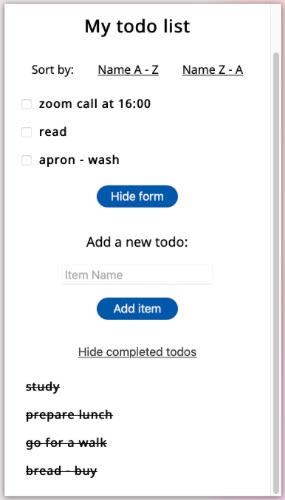 My todo list
Sort by: Name A - Z Name Z - A
zoom call at 16:00
read
apron - wash
Hide form
Add a new todo:
Item Name
Add item
Hide completed todos
study
prepare lunch
go for a walk
bread - buy